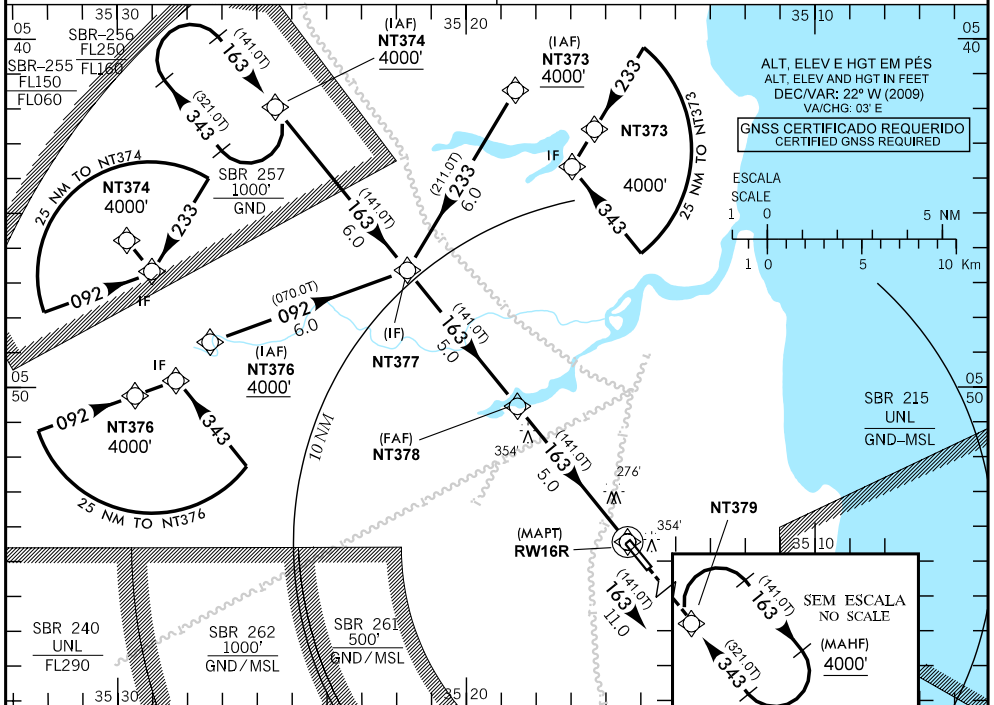 35 30
35 20
35 10
05
40
05
40
SBR-256
FL250
FL160
SBR-255
FL150
FL060
(141.0T)
163
(321.0T)
343
(IAF)
NT374
4000'
(IAF)
NT373
4000'
233
NT373
IF
4000'
343
25 NM TO NT373
ALT, ELEV E HGT EM PÉS
ALT, ELEV AND HGT IN FEET
DEC/VAR: 22° W (2009)
VA/CHG: 03' E
GNSS CERTIFICADO REQUERIDO
CERTIFIED GNSS REQUIRED
ESCALA
SCALE
1 0 5 NM
1 0 5 10 Km
25 NM TO NT374
NT374
4000'
233
092
IF
SBR 257
1000'
GND
(141.0T)
163
6.0
(211.0T)
233
6.0
(070.0T)
092
6.0
(IAF)
NT376
4000'
(IF)
NT377
(141.0T)
163
5.0
05
50
05
50
IF
092
343
NT376
4000'
25 NM TO NT376
10 NM
(FAF)
NT378
354'
(141.0T)
163
5.0
276'
SBR 215
UNL
GND-MSL
(MAPT)
RW16R
354'
NT379
35 10
(141.0T)
163
11.0
(141.0T)
163
(321.0T)
343
SEM ESCALA
NO SCALE
(MAHF)
4000'
SBR 240
UNL
FL290
SBR 262
1000'
GND/MSL
SBR 261
500'
GND/MSL
35 30
35 20